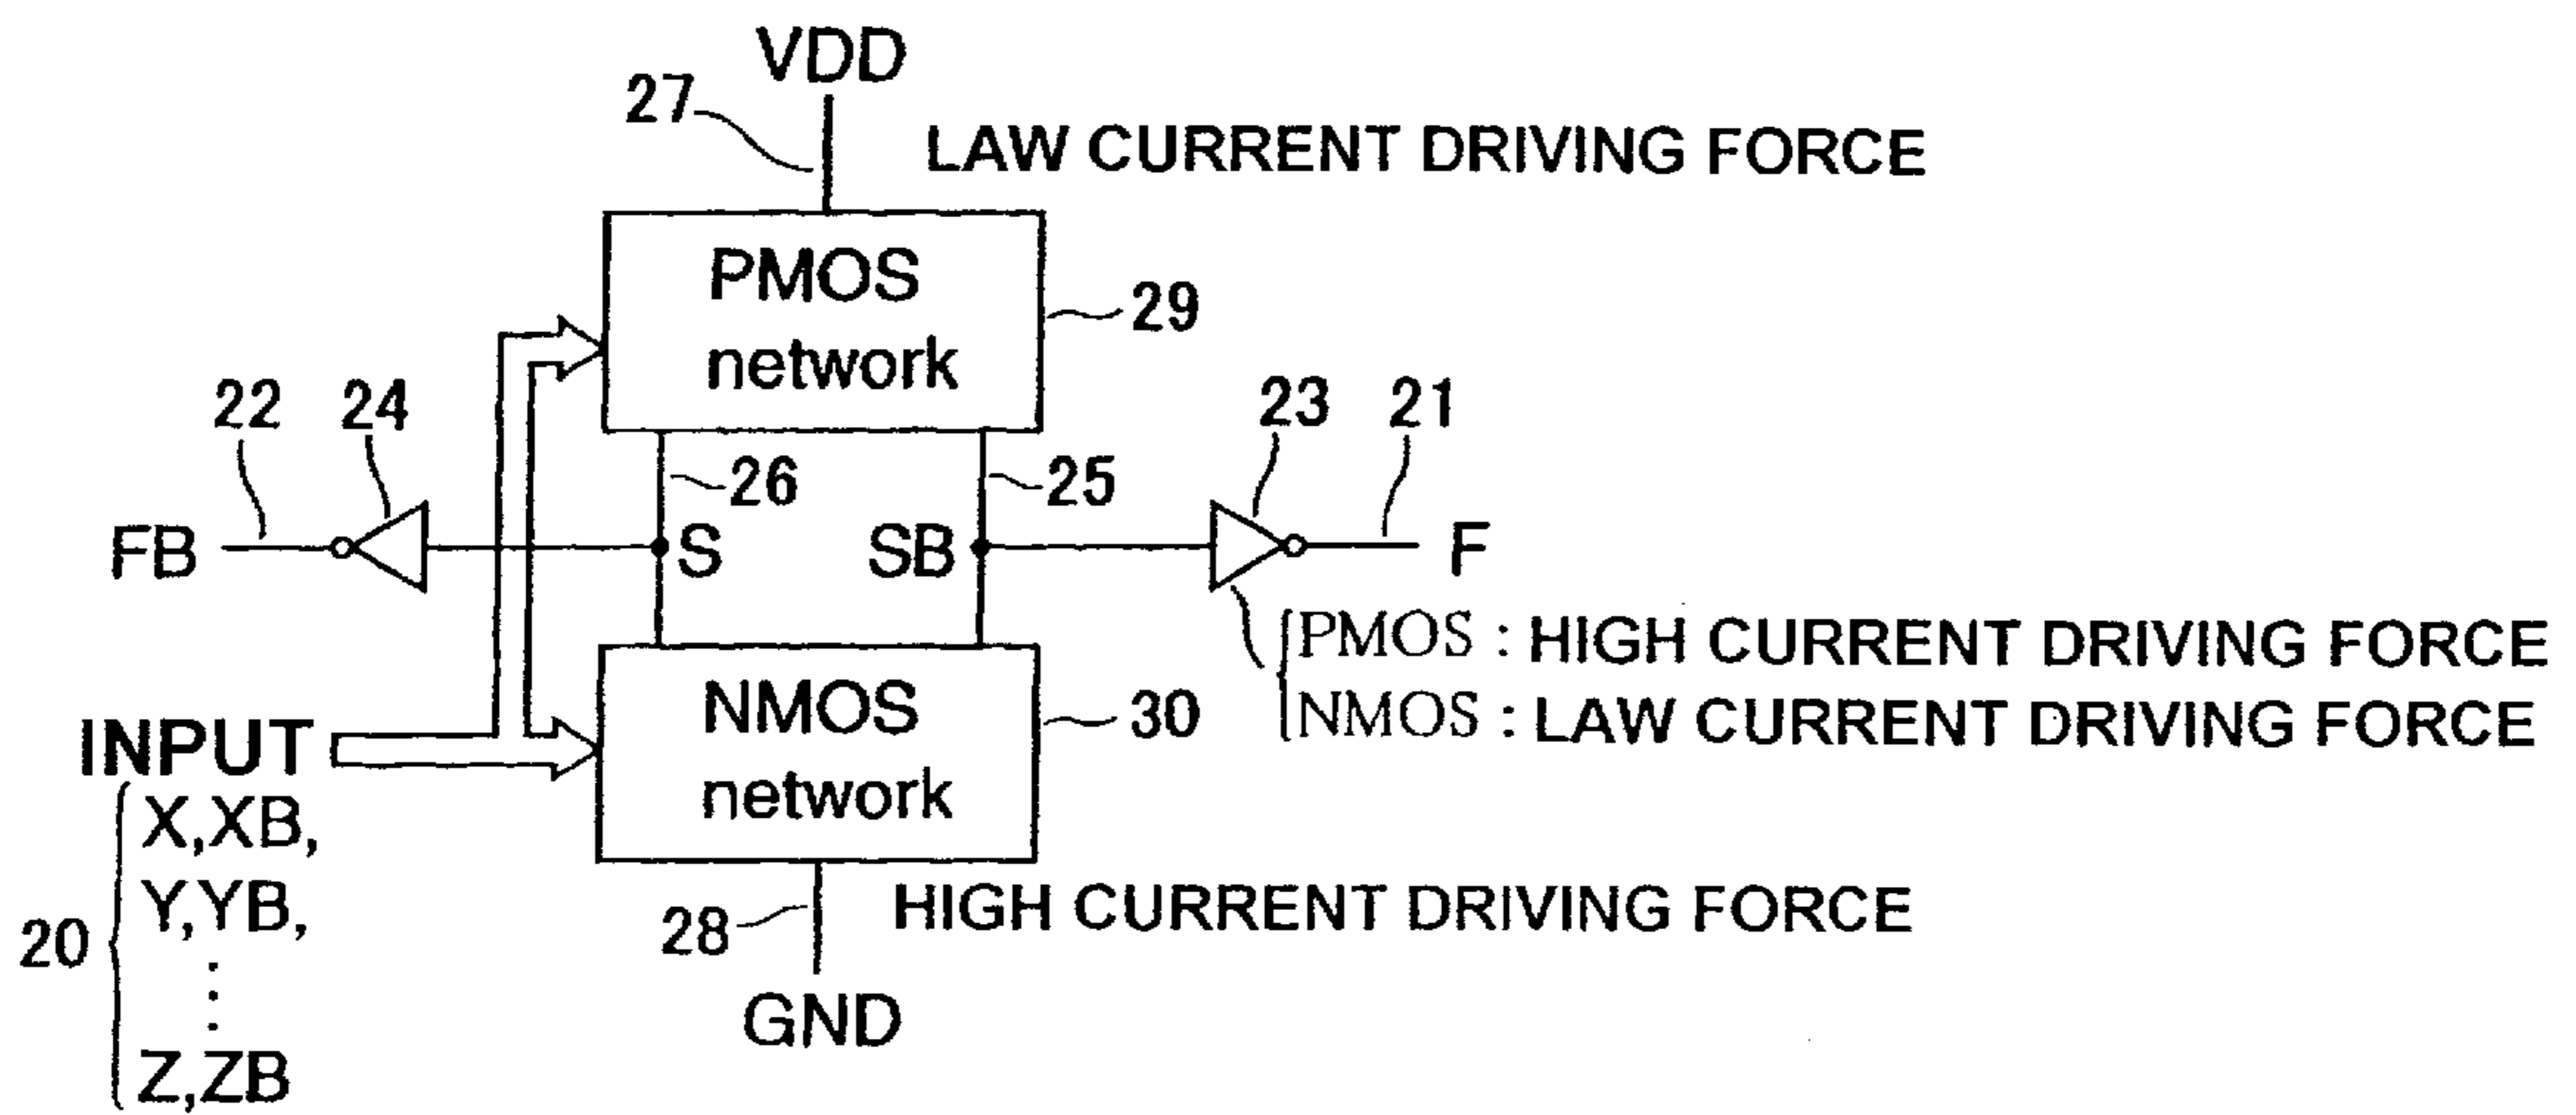 VDD
27
LAW CURRENT DRIVING FORCE
PMOS
network
29
22
24
26
25
23
21
FB
S
SB
F
PMOS : HIGH CURRENT DRIVING FORCE
NMOS : LAW CURRENT DRIVING FORCE
NMOS
network
30
INPUT
X,XB,
Y,YB,
⋮
Z,ZB
20
28
HIGH CURRENT DRIVING FORCE
GND